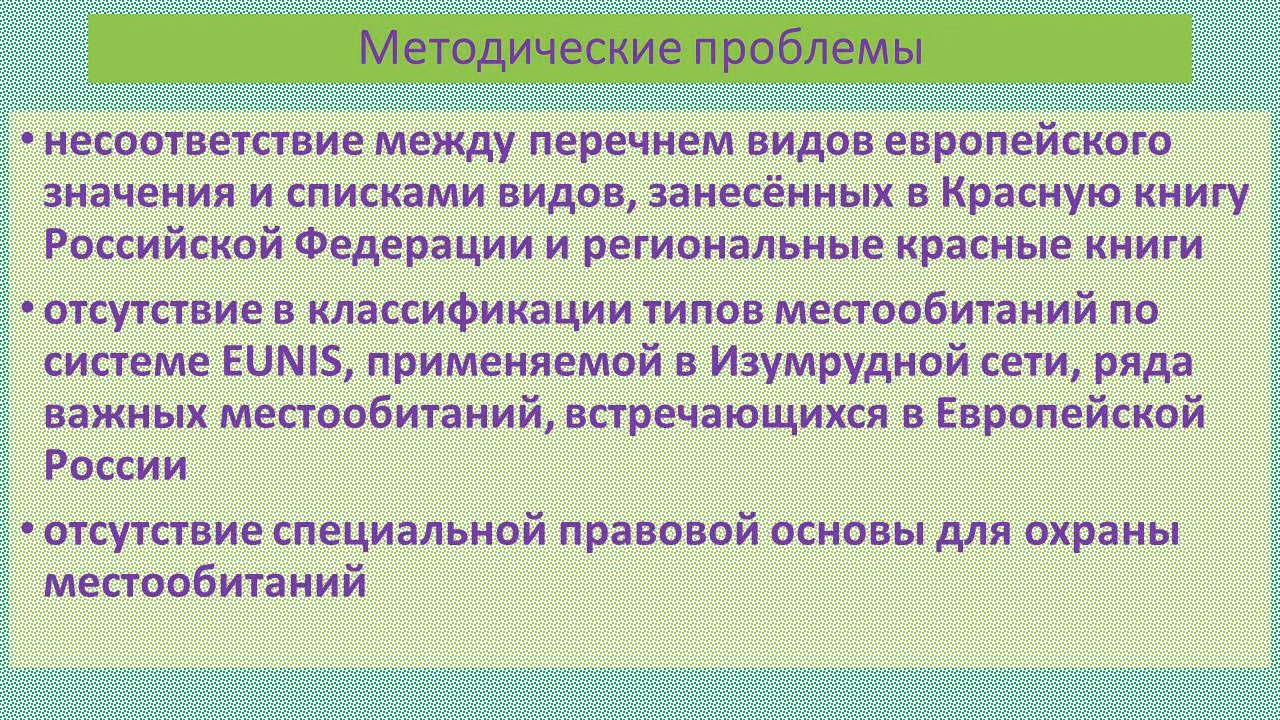 Методические проблемы
• несоответствие между перечнем видов европейского
значения и списками видов, занесённых в Красную книгу
Российской Федерации и региональные красные книги
• отсутствие в классификации типов местообитаний по
системе EUNIS, применяемой в Изумрудной сети, ряда
важных местообитаний, встречающихся в Европейской
России
• отсутствие специальной правовой основы для охраны
местообитаний